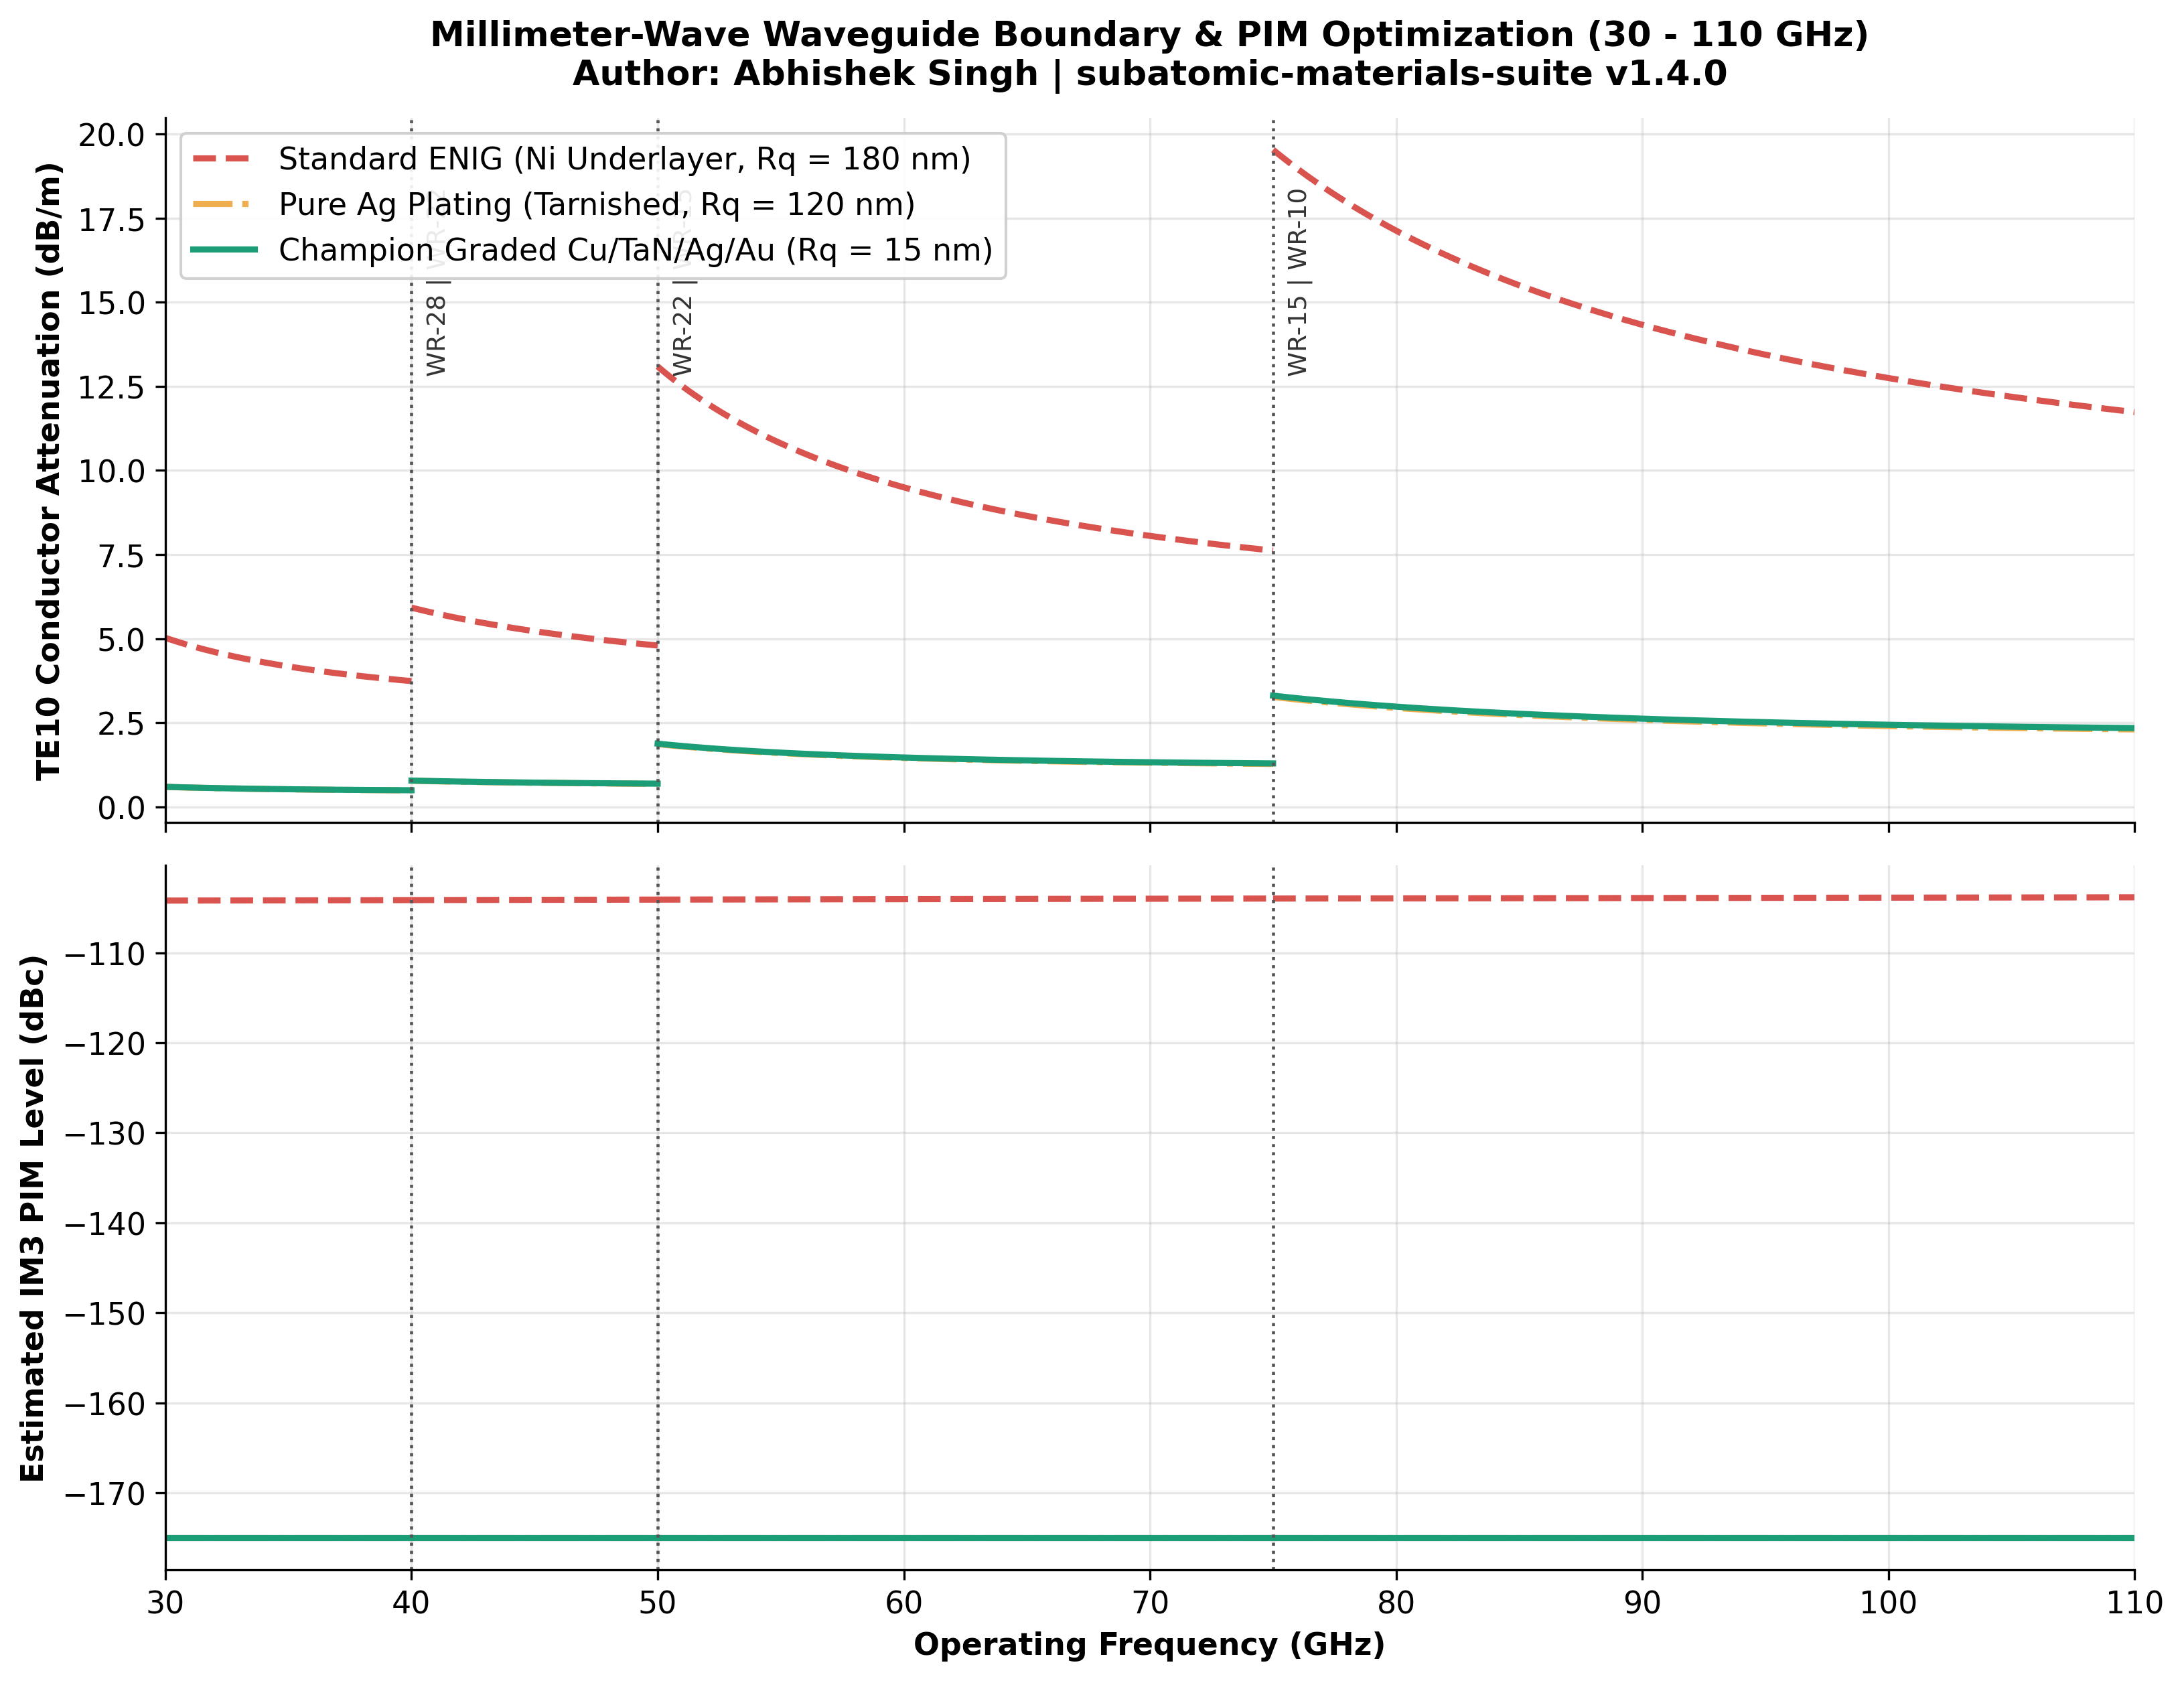 Millimeter-Wave Waveguide Boundary & PIM Optimization (30 - 110 GHz)
Author: Abhishek Singh | subatomic-materials-suite v1.4.0
TE10 Conductor Attenuation (dB/m)
20.0
17.5
15.0
12.5
10.0
7.5
5.0
2.5
0.0
Standard ENIG (Ni Underlayer, Rq = 180 nm)
Pure Ag Plating (Tarnished, Rq = 120 nm)
Champion Graded Cu/TaN/Ag/Au (Rq = 15 nm)
WR-28 |
WR-22 |
WR-15 | WR-10
Estimated IM3 PIM Level (dBc)
−110
−120
−130
−140
−150
−160
−170
30 40 50 60 70 80 90 100 110
Operating Frequency (GHz)